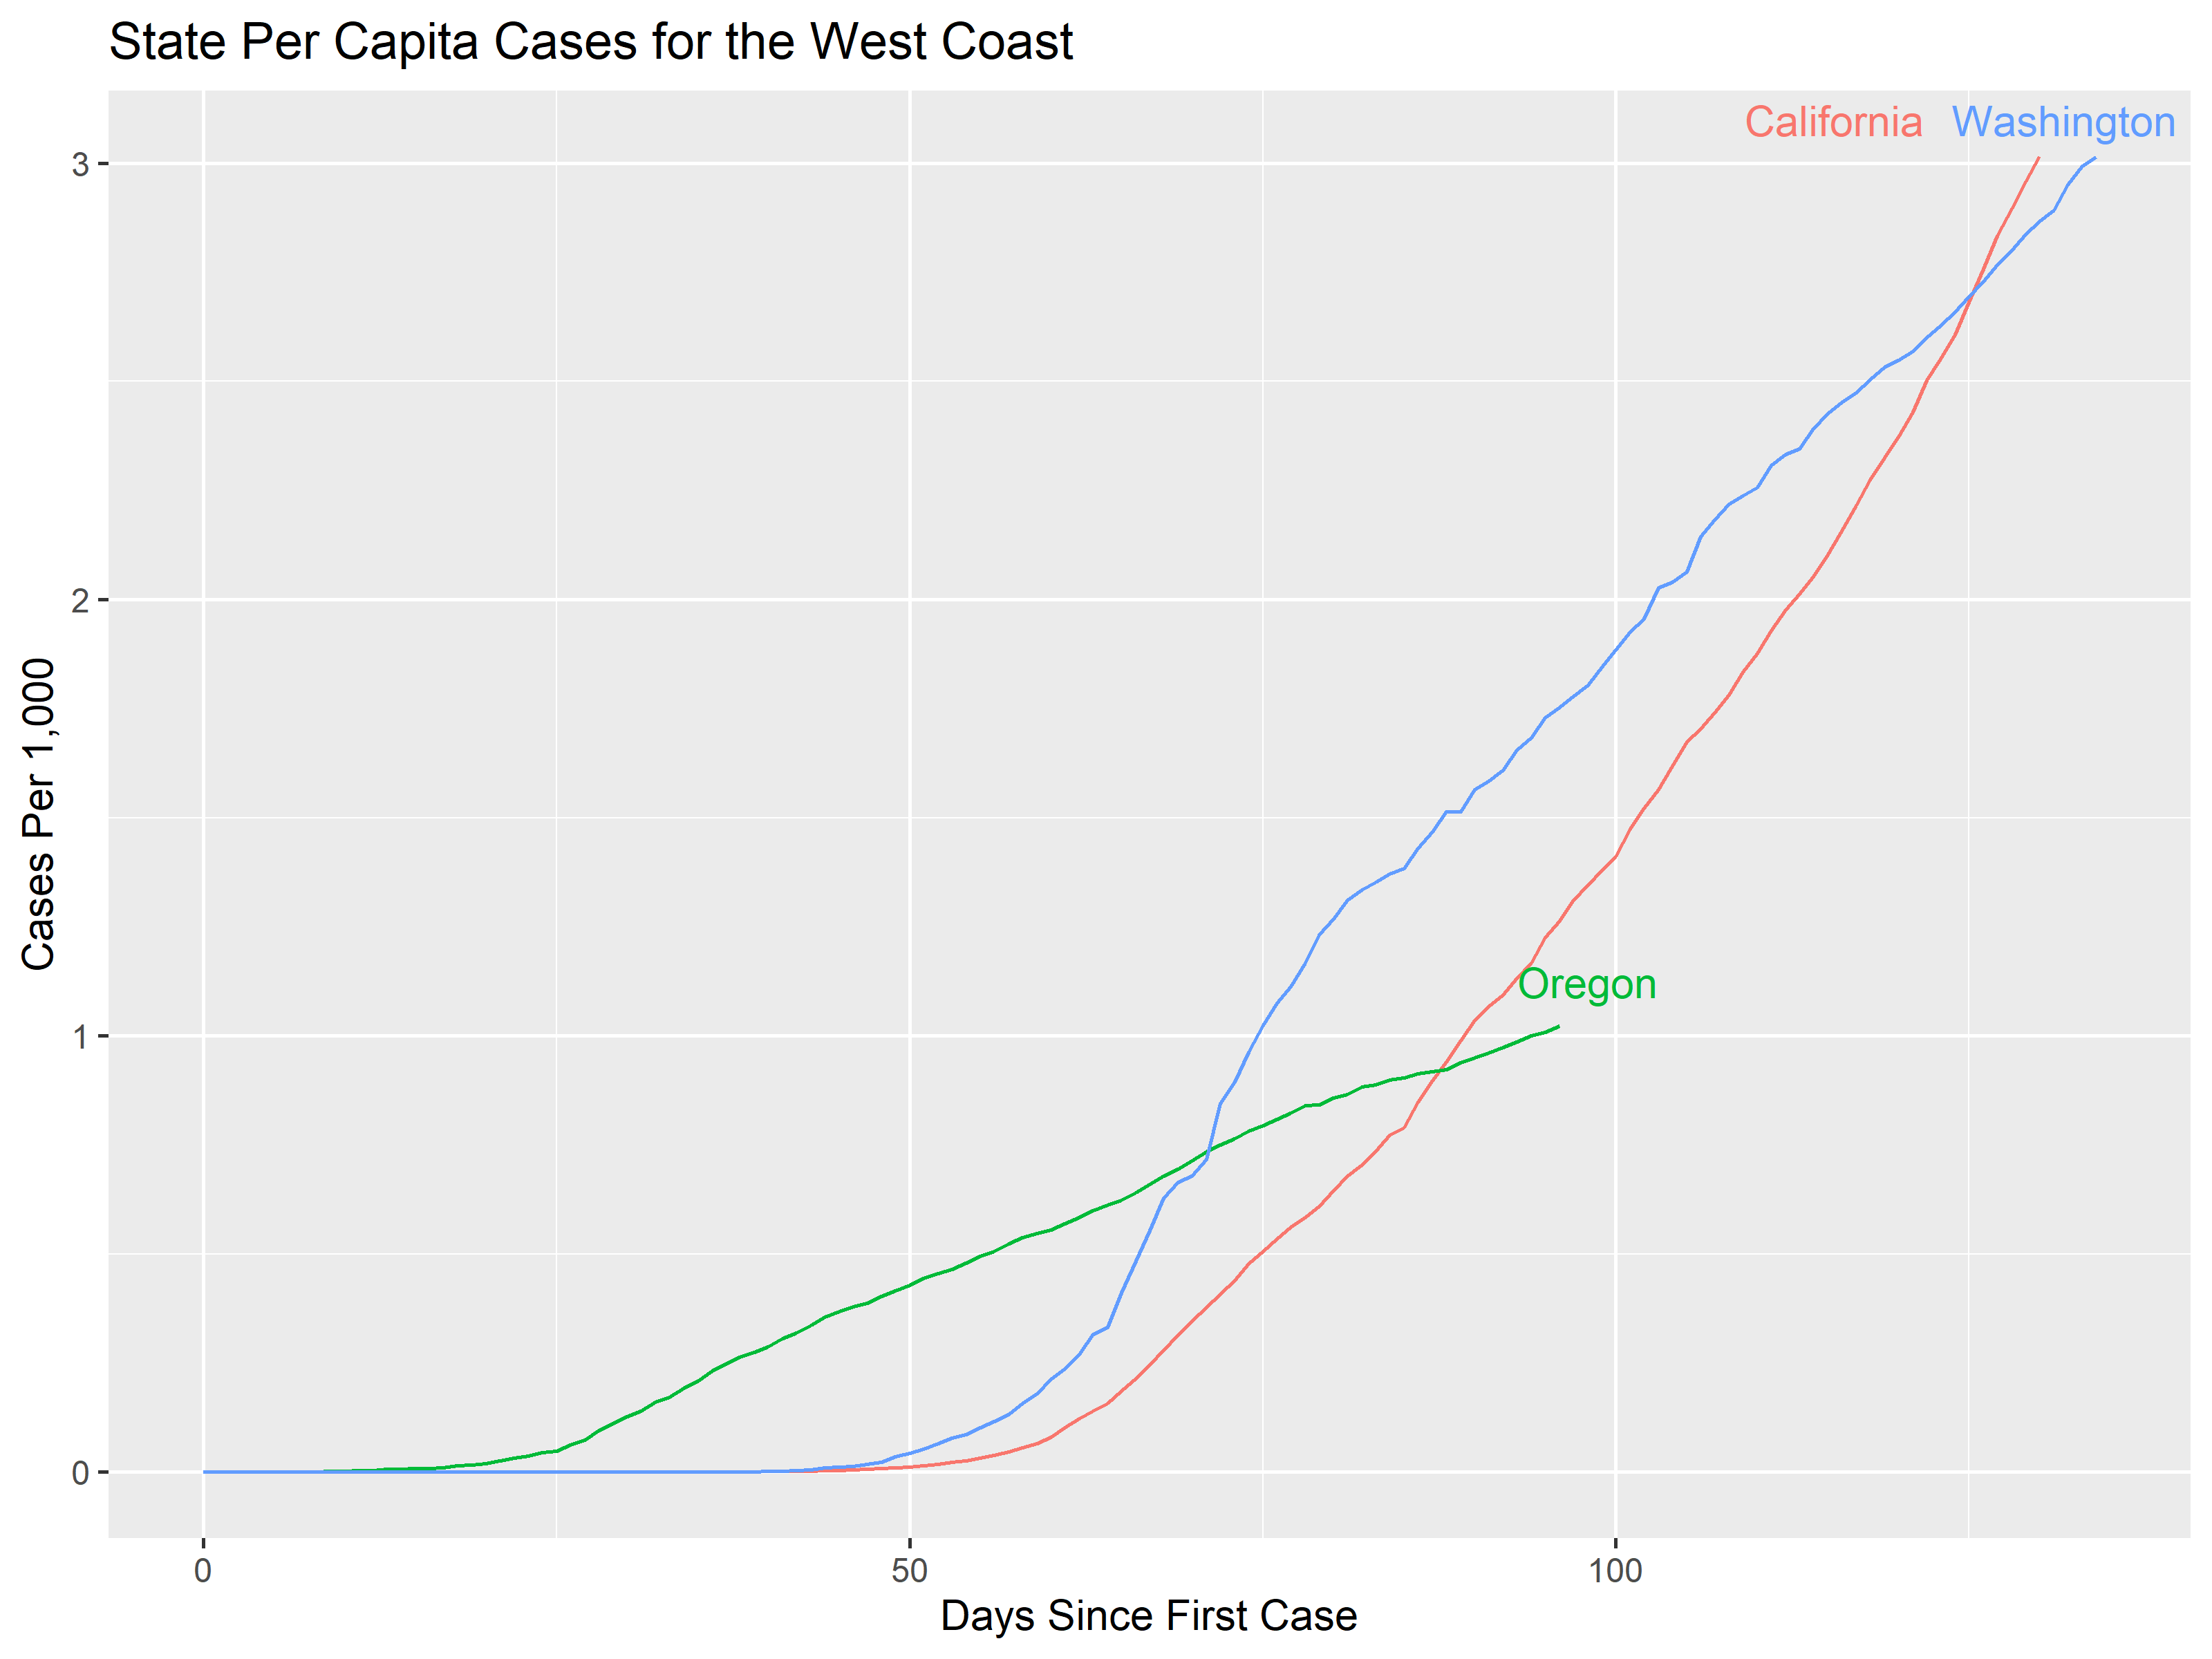 State Per Capita Cases for the West Coast
California Washington
3
2
Cases Per 1,000
Oregon
1
0
0 50 100
Days Since First Case